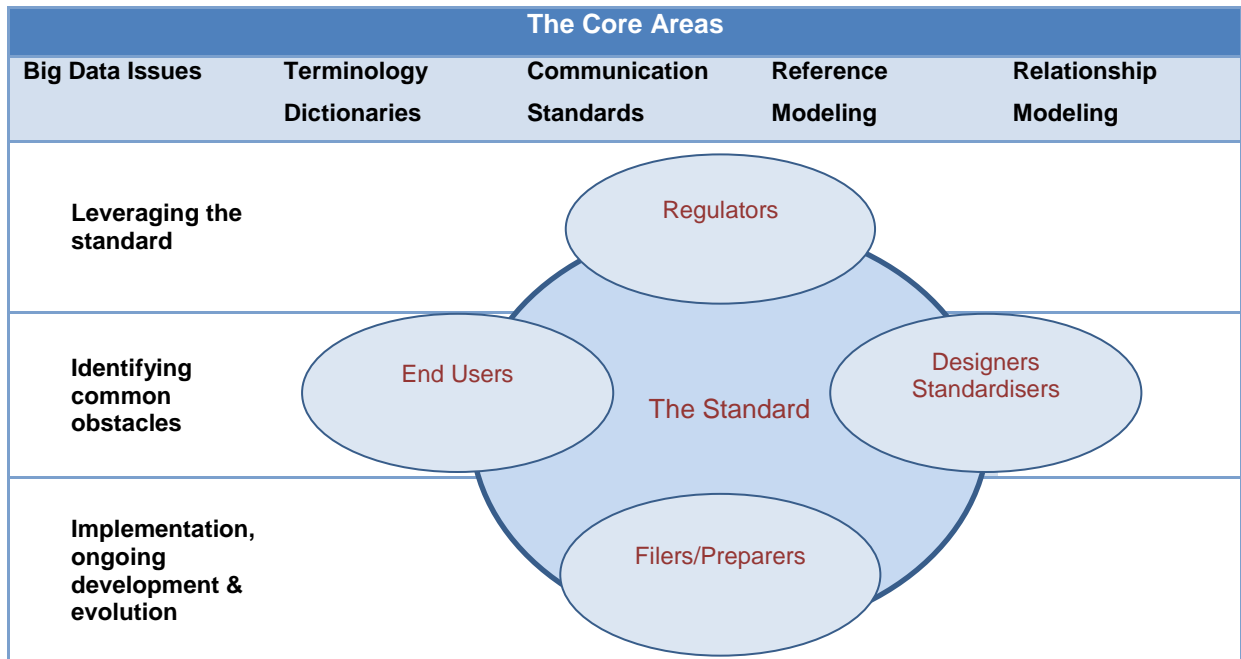 The Core Areas
Big Data Issues
Terminology
Dictionaries
Communication
Standards
Reference
Modeling
Relationship
Modeling
Leveraging the
standard
Regulators
Identifying
common
obstacles
End Users
The Standard
Designers
Standardisers
Implementation,
ongoing
development &
evolution
Filers/Preparers